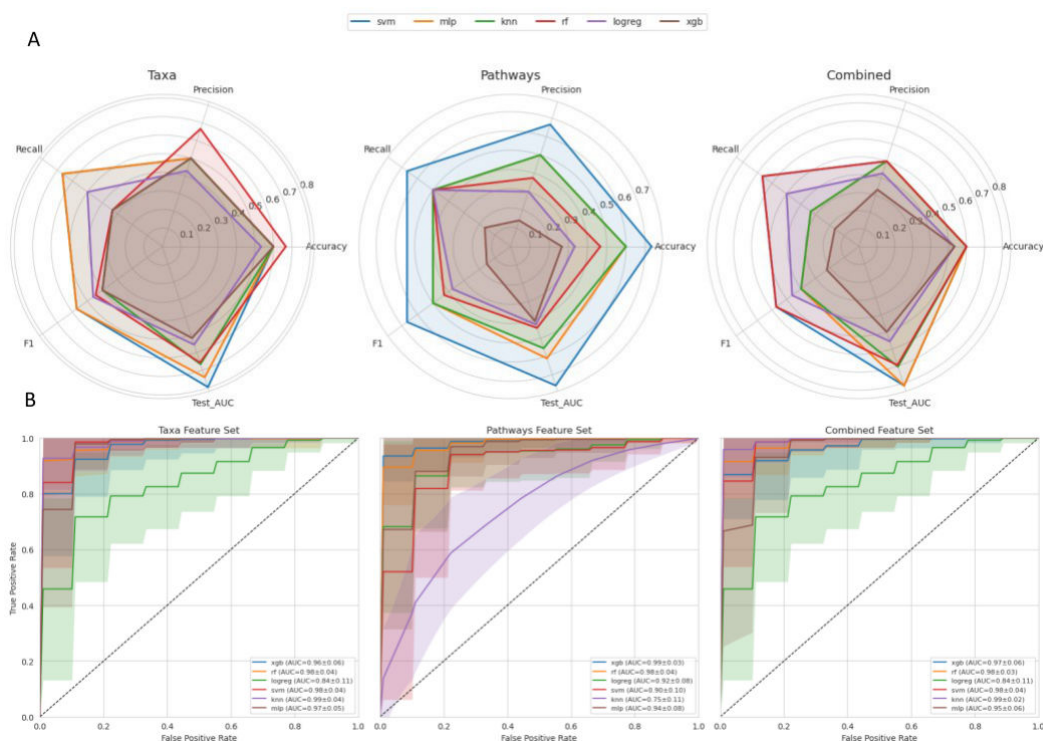 svm mlp knn rf logreg xgb
A
Taxa
Precision
Recall
Accuracy
F1
Test_AUC
0.1 0.2 0.3 0.4 0.5 0.6 0.7 0.8
Pathways
Precision
Recall
Accuracy
F1
Test_AUC
0.1 0.2 0.3 0.4 0.5 0.6 0.7
Combined
Precision
Recall
Accuracy
F1
Test_AUC
0.1 0.2 0.3 0.4 0.5 0.6 0.7 0.8
B
Taxa Feature Set
True Positive Rate
1.0
0.8
0.6
0.4
0.2
0.0
xgb (AUC=0.96±0.06)
rf (AUC=0.98±0.04)
logreg (AUC=0.84±0.11)
svm (AUC=0.98±0.04)
knn (AUC=0.99±0.04)
mlp (AUC=0.97±0.05)
0.0 0.2 0.4 0.6 0.8 1.0
False Positive Rate
Pathways Feature Set
xgb (AUC=0.99±0.03)
rf (AUC=0.98±0.04)
logreg (AUC=0.92±0.08)
svm (AUC=0.90±0.10)
knn (AUC=0.75±0.11)
mlp (AUC=0.94±0.08)
0.0 0.2 0.4 0.6 0.8 1.0
False Positive Rate
Combined Feature Set
xgb (AUC=0.97±0.06)
rf (AUC=0.98±0.03)
logreg (AUC=0.84±0.11)
svm (AUC=0.98±0.04)
knn (AUC=0.99±0.02)
mlp (AUC=0.95±0.06)
0.0 0.2 0.4 0.6 0.8 1.0
False Positive Rate